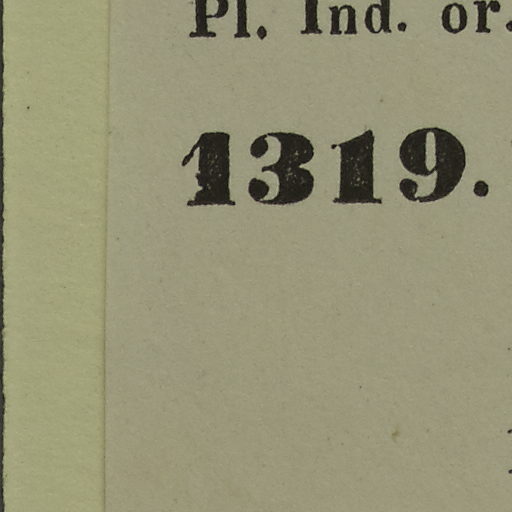 Pl. Ind. or.
1319.